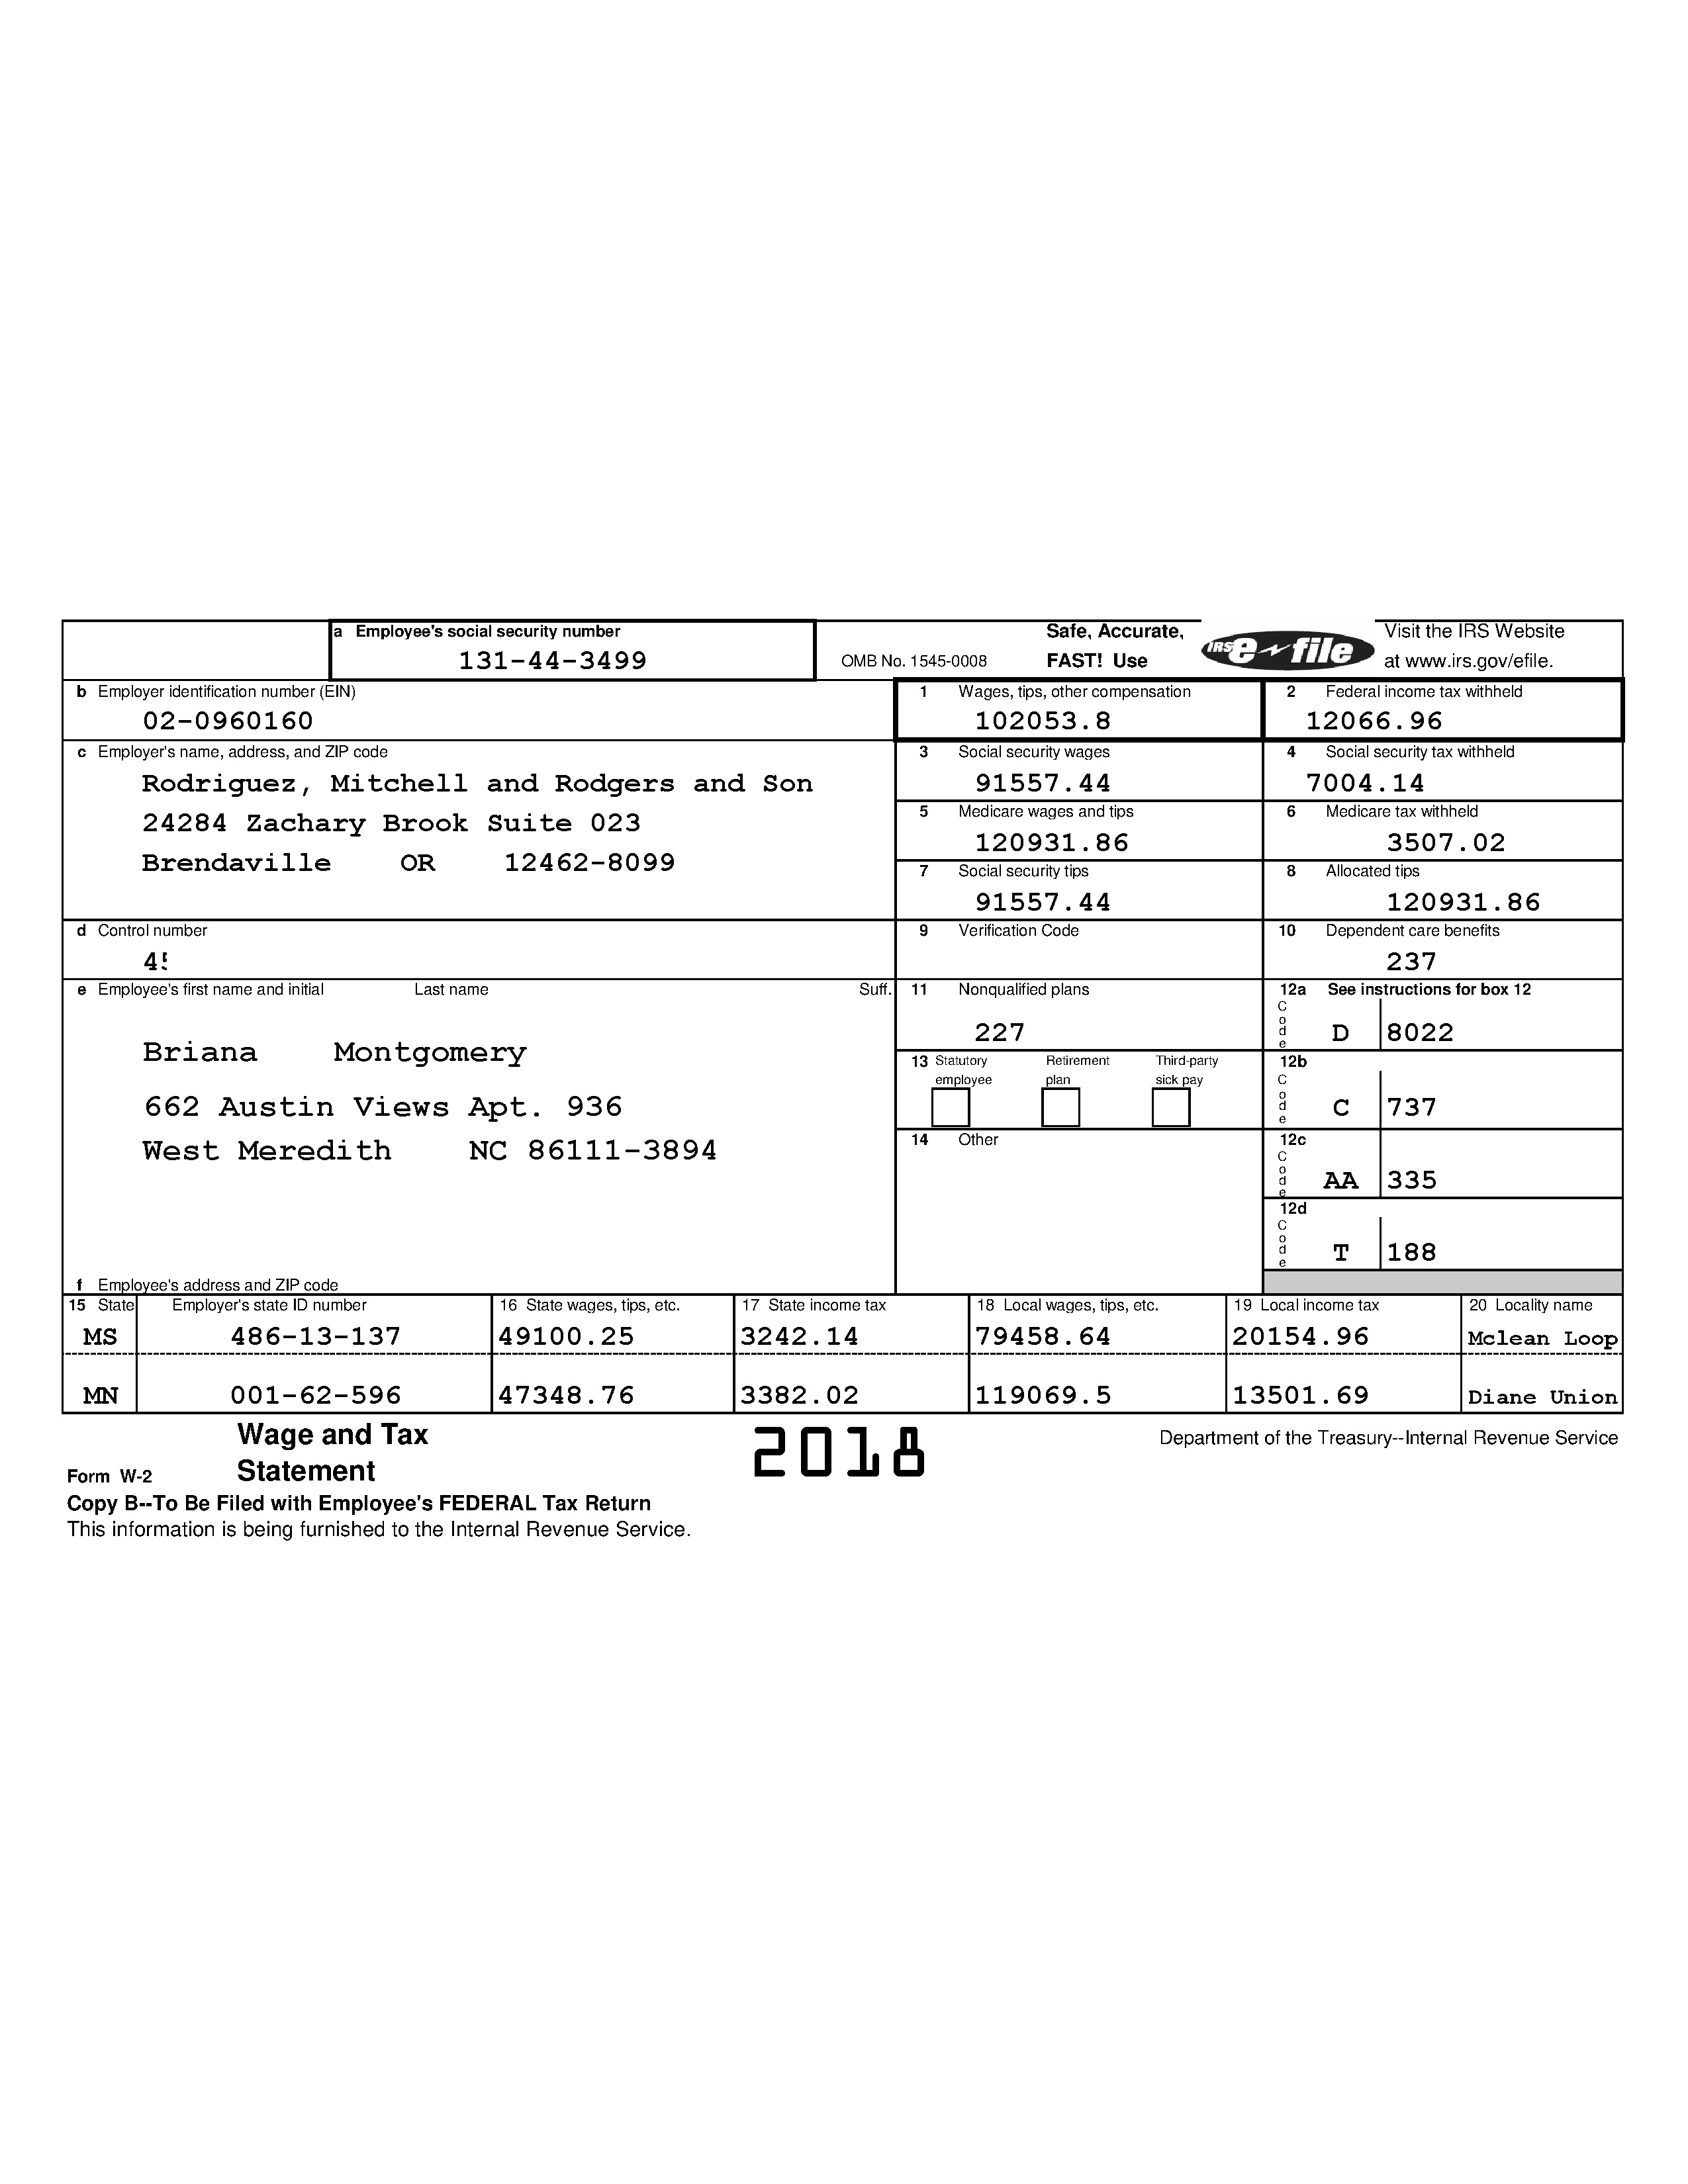 a Employee's social security number
131-44-3499
OMB No. 1545-0008
Safe, Accurate,
FAST! Use
IRS e file
Visit the IRS Website
at www.irs.gov/efile.
b Employer identification number (EIN)
02-0960160
1 Wages, tips, other compensation
102053.8
2 Federal income tax withheld
12066.96
c Employer's name, address, and ZIP code
Rodriguez, Mitchell and Rodgers and Son
24284 Zachary Brook Suite 023
Brendaville OR 12462-8099
3 Social security wages
91557.44
4 Social security tax withheld
7004.14
5 Medicare wages and tips
120931.86
6 Medicare tax withheld
3507.02
7 Social security tips
91557.44
8 Allocated tips
120931.86
d Control number
9 Verification Code
10 Dependent care benefits
237
e Employee's first name and initial Last name Suff.
Briana Montgomery
662 Austin Views Apt. 936
West Meredith NC 86111-3894
f Employee's address and ZIP code
11 Nonqualified plans
227
12a See instructions for box 12
Code D 8022
13 Statutory employee Retirement plan Third-party sick pay
12b
Code C 737
14 Other
12c
Code AA 335
12d
Code T 188
15 State Employer's state ID number 16 State wages, tips, etc. 17 State income tax 18 Local wages, tips, etc. 19 Local income tax 20 Locality name
MS 486-13-137 49100.25 3242.14 79458.64 20154.96 Mclean Loop
MN 001-62-596 47348.76 3382.02 119069.5 13501.69 Diane Union
Form W-2
Wage and Tax
Statement
2018
Department of the Treasury--Internal Revenue Service
Copy B--To Be Filed with Employee's FEDERAL Tax Return
This information is being furnished to the Internal Revenue Service.